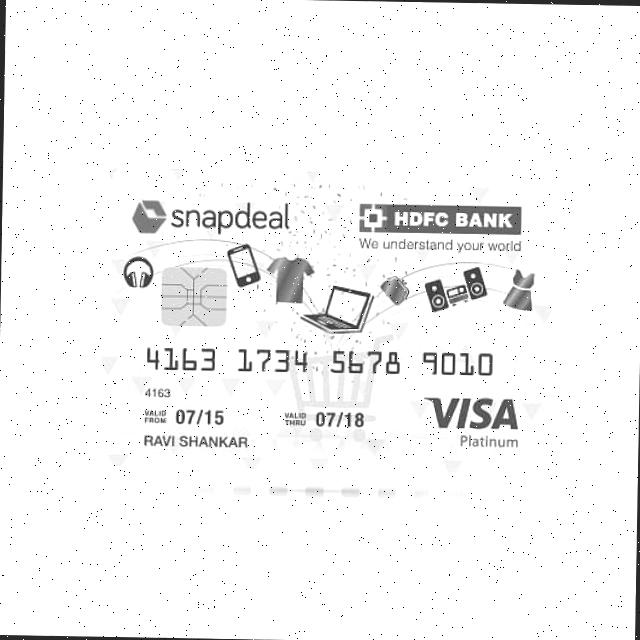 snapdeal
HDFC BANK
We understand your world
4163 1734 5678 9010
4163
VALID FROM 07/15
VALID THRU 07/18
RAVI SHANKAR
VISA
Platinum